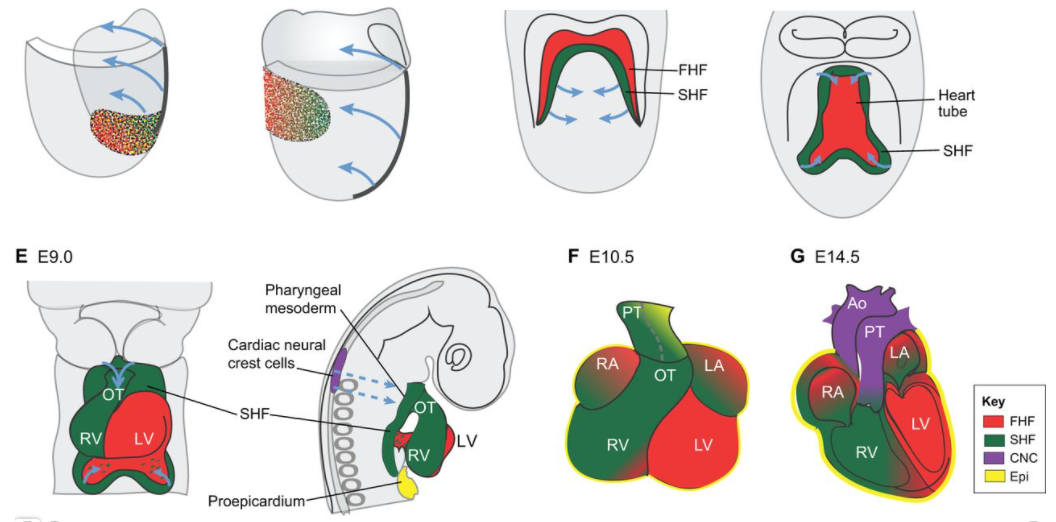 FHF
SHF
Heart
tube
SHF
E E9.0
Pharyngeal
mesoderm
Cardiac neural
crest cells
SHF
Proepicardium
OT
RV
LV
OT
RV
LV
F E10.5
PT
RA
LA
OT
RV
LV
G E14.5
Ao
PT
LA
RA
LV
RV
Key
FHF
SHF
CNC
Epi